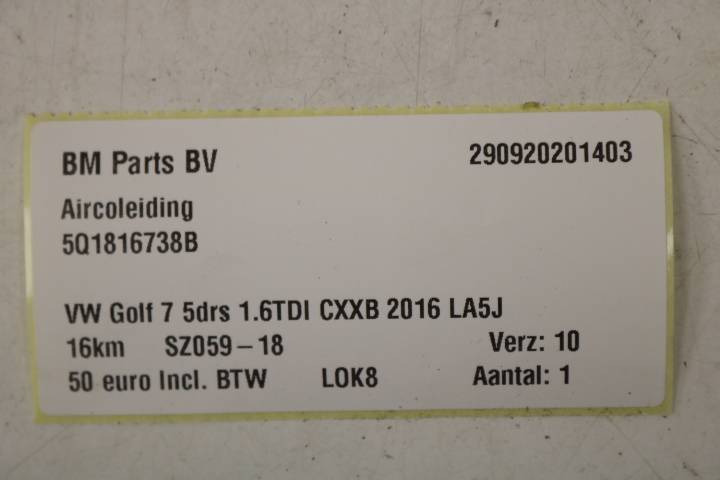 BM Parts BV 290920201403
Aircoleiding
5Q1816738B
VW Golf 7 5drs 1.6TDI CXXB 2016 LA5J
16km SZ059-18 Verz: 10
50 euro Incl. BTW LOK8 Aantal: 1